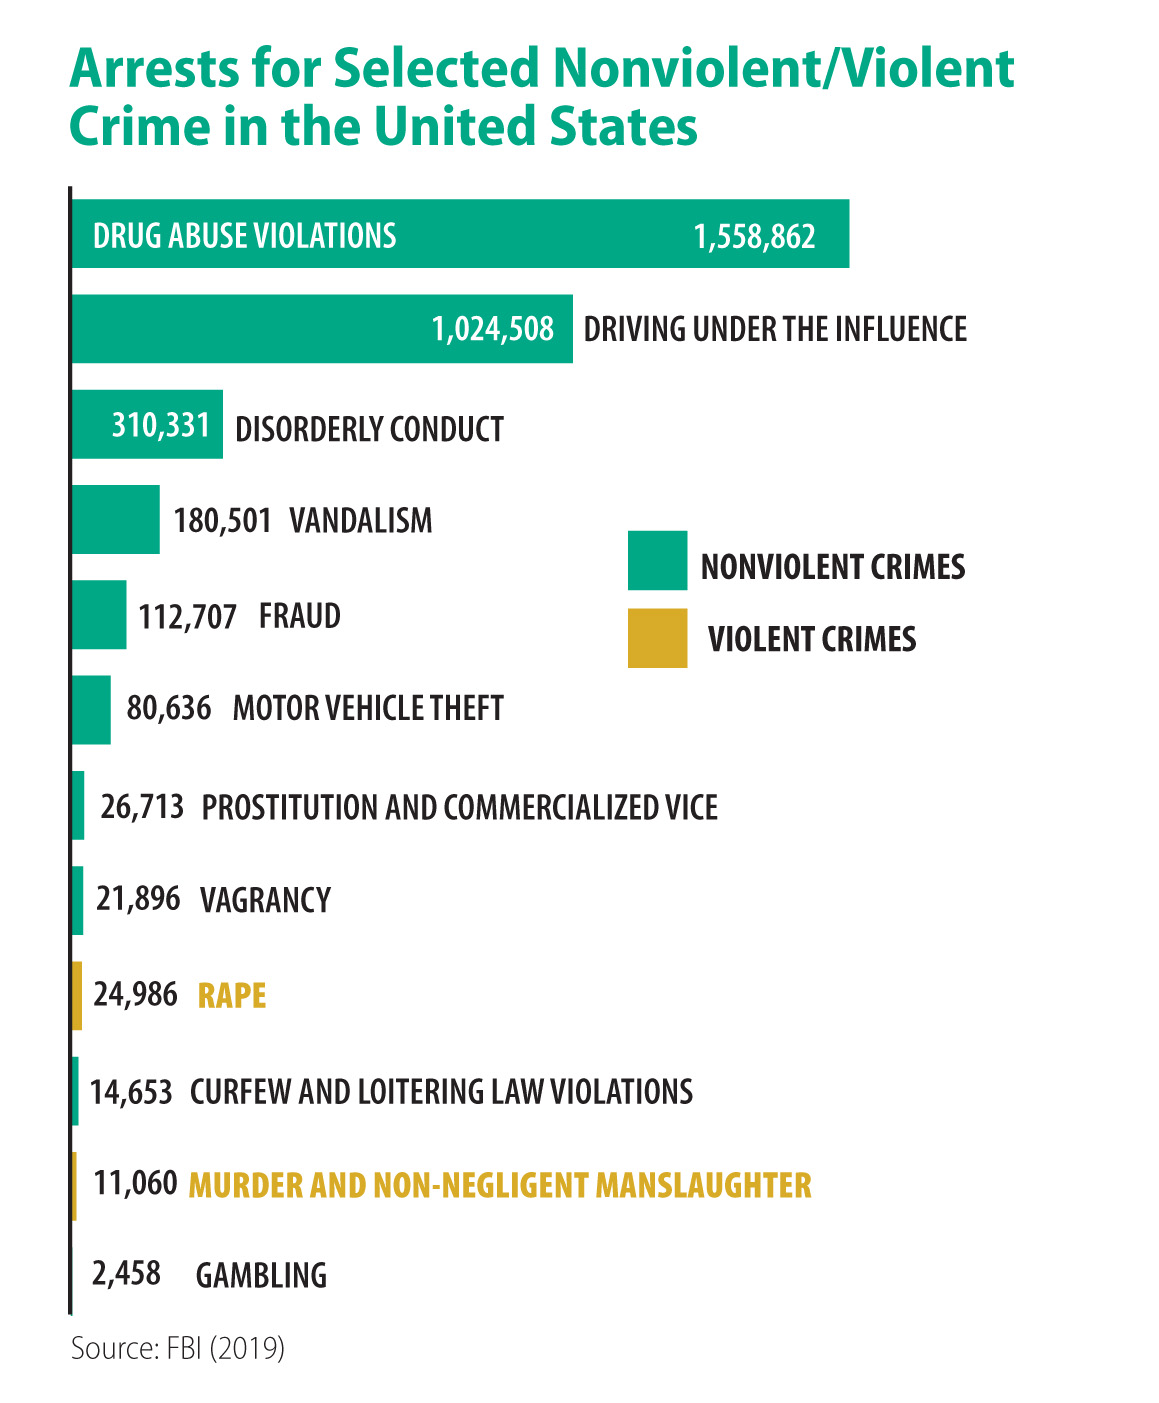 Arrests for Selected Nonviolent/Violent
Crime in the United States
DRUG ABUSE VIOLATIONS 1,558,862
1,024,508 DRIVING UNDER THE INFLUENCE
310,331 DISORDERLY CONDUCT
180,501 VANDALISM
112,707 FRAUD
80,636 MOTOR VEHICLE THEFT
26,713 PROSTITUTION AND COMMERCIALIZED VICE
21,896 VAGRANCY
24,986 RAPE
14,653 CURFEW AND LOITERING LAW VIOLATIONS
11,060 MURDER AND NON-NEGLIGENT MANSLAUGHTER
2,458 GAMBLING
NONVIOLENT CRIMES
VIOLENT CRIMES
Source: FBI (2019)